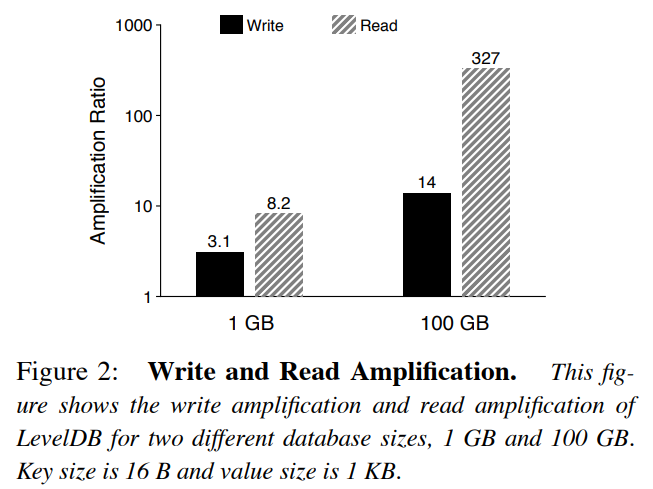 Write Read
1000
100
10
1
Amplification Ratio
3.1
8.2
14
327
1 GB
100 GB
Figure 2: Write and Read Amplification. This fig-
ure shows the write amplification and read amplification of
LevelDB for two different database sizes, 1 GB and 100 GB.
Key size is 16 B and value size is 1 KB.